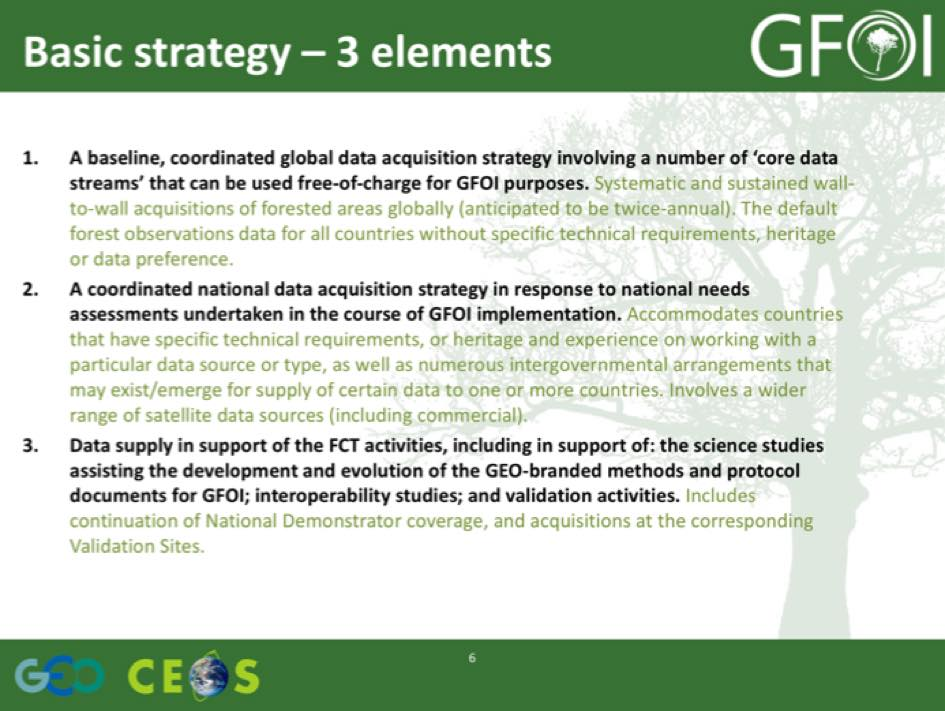 Basic strategy – 3 elements
GFOI
1. A baseline, coordinated global data acquisition strategy involving a number of ‘core data
streams’ that can be used free-of-charge for GFOI purposes. Systematic and sustained wall-
to-wall acquisitions of forested areas globally (anticipated to be twice-annual). The default
forest observations data for all countries without specific technical requirements, heritage
or data preference.
2. A coordinated national data acquisition strategy in response to national needs
assessments undertaken in the course of GFOI implementation. Accommodates countries
that have specific technical requirements, or heritage and experience on working with a
particular data source or type, as well as numerous intergovernmental arrangements that
may exist/emerge for supply of certain data to one or more countries. Involves a wider
range of satellite data sources (including commercial).
3. Data supply in support of the FCT activities, including in support of: the science studies
assisting the development and evolution of the GEO-branded methods and protocol
documents for GFOI; interoperability studies; and validation activities. Includes
continuation of National Demonstrator coverage, and acquisitions at the corresponding
Validation Sites.
GEO CEOS
6